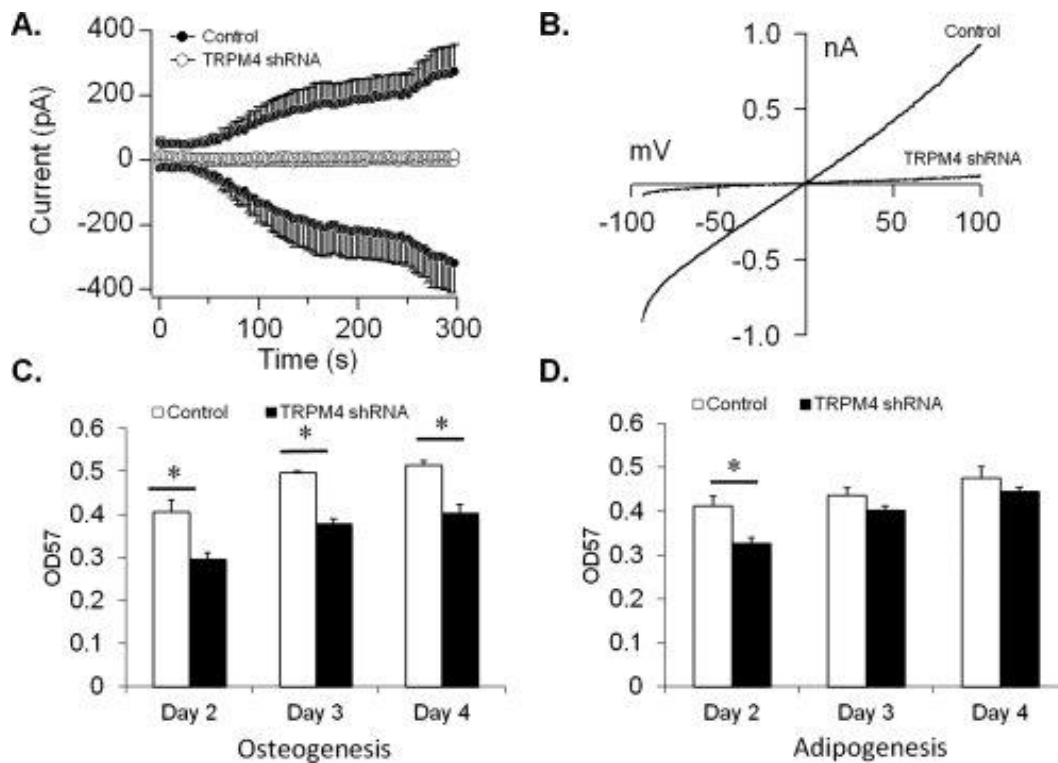 A.
400
200
0
-200
-400
Current (pA)
Control
TRPM4 shRNA
0 100 200 300
Time (s)
B.
1.0
nA
0.5
Control
mV
TRPM4 shRNA
-100 -50 50 100
-0.5
-1.0
C.
Control TRPM4 shRNA
0.6
0.5
0.4
0.3
0.2
0.1
0
OD57
* * *
Day 2 Day 3 Day 4
Osteogenesis
D.
Control TRPM4 shRNA
0.6
0.5
0.4
0.3
0.2
0.1
0
OD57
*
Day 2 Day 3 Day 4
Adipogenesis